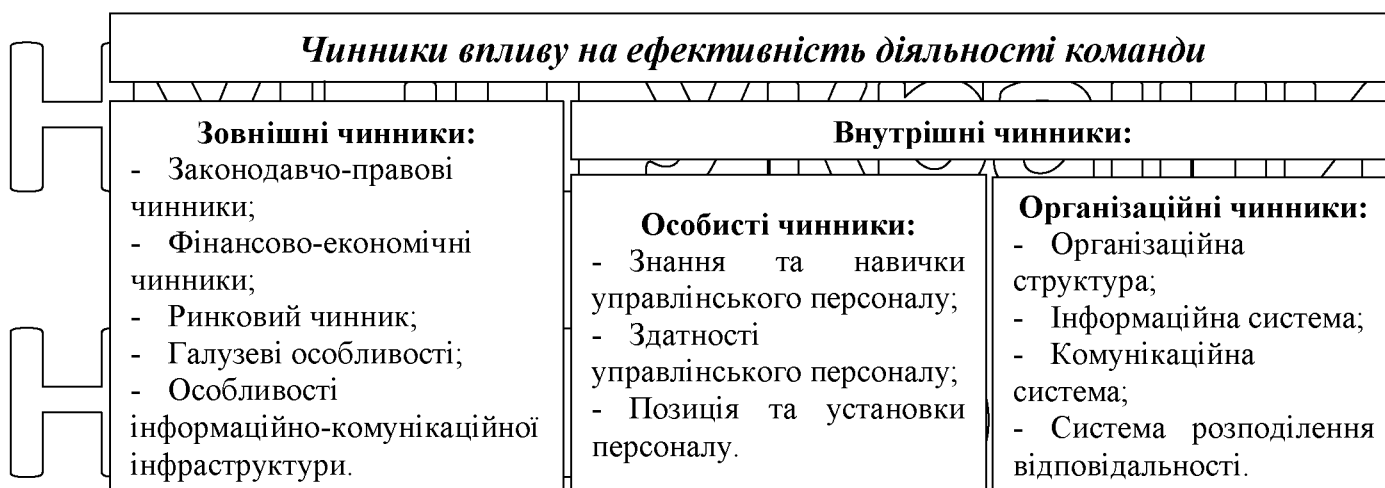 Чинники впливу на ефективність діяльності команди
Зовнішні чинники:
- Законодавчо-правові
чинники;
- Фінансово-економічні
чинники;
- Ринковий чинник;
- Галузеві особливості;
- Особливості
інформаційно-комунікаційної
інфраструктури.
Внутрішні чинники:
Особисті чинники:
- Знання та навички
управлінського персоналу;
- Здатності
управлінського персоналу;
- Позиція та установки
персоналу.
Організаційні чинники:
- Організаційна
структура;
- Інформаційна система;
- Комунікаційна
система;
- Система розподілення
відповідальності.